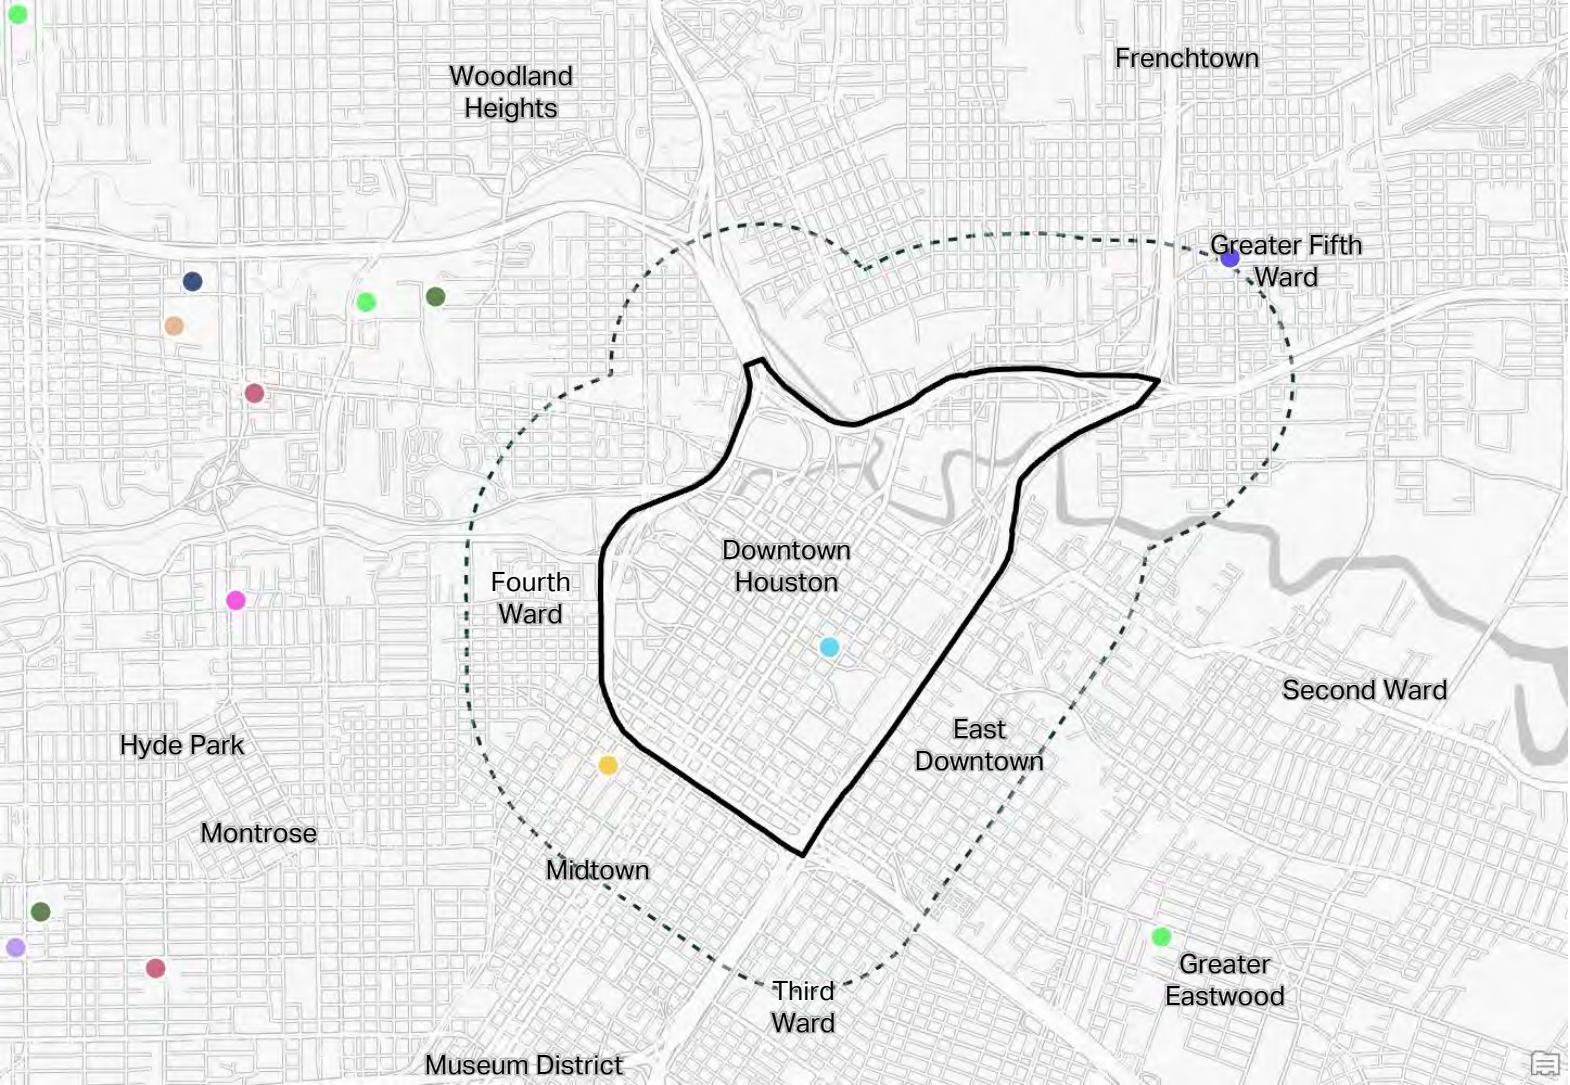 Frenchtown
Woodland
Heights
Greater Fifth
Ward
Downtown
Houston
Fourth
Ward
Second Ward
East
Downtown
Hyde Park
Montrose
Midtown
Greater
Eastwood
Third
Ward
Museum District